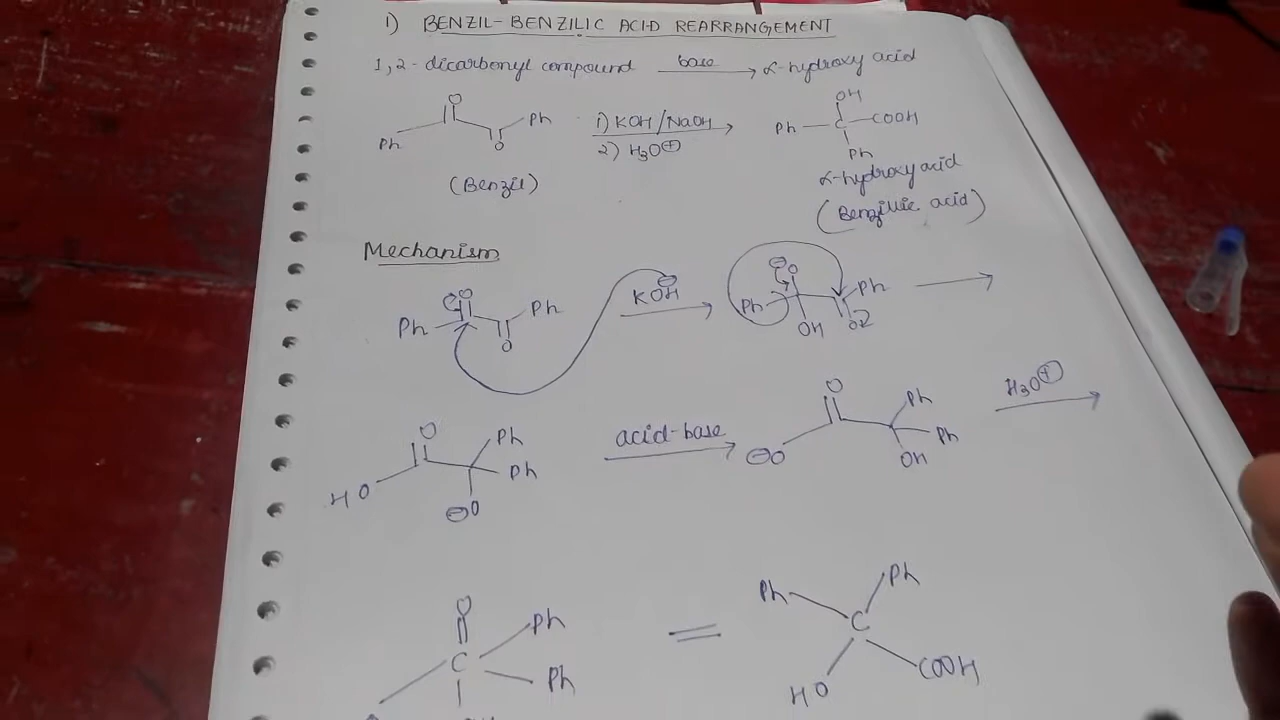 1) BENZIL-BENZILIC ACID REARRANGEMENT
1,2-dicarbonyl compound base → α-hydroxy acid
O OH
Ph Ph O 1) KOH/NaOH Ph-C-COOH
2) H3O⊕ Ph
(Benzil) α-hydroxy acid
(Benzillic acid)
Mechanism
Ph O O Ph KOH⊖ → Ph O⊖ OH O Ph →
HO O Ph Ph ⊖O acid-base → ⊖O O Ph Ph OH H3O⊕ →
O C Ph Ph = Ph Ph C HO COOH